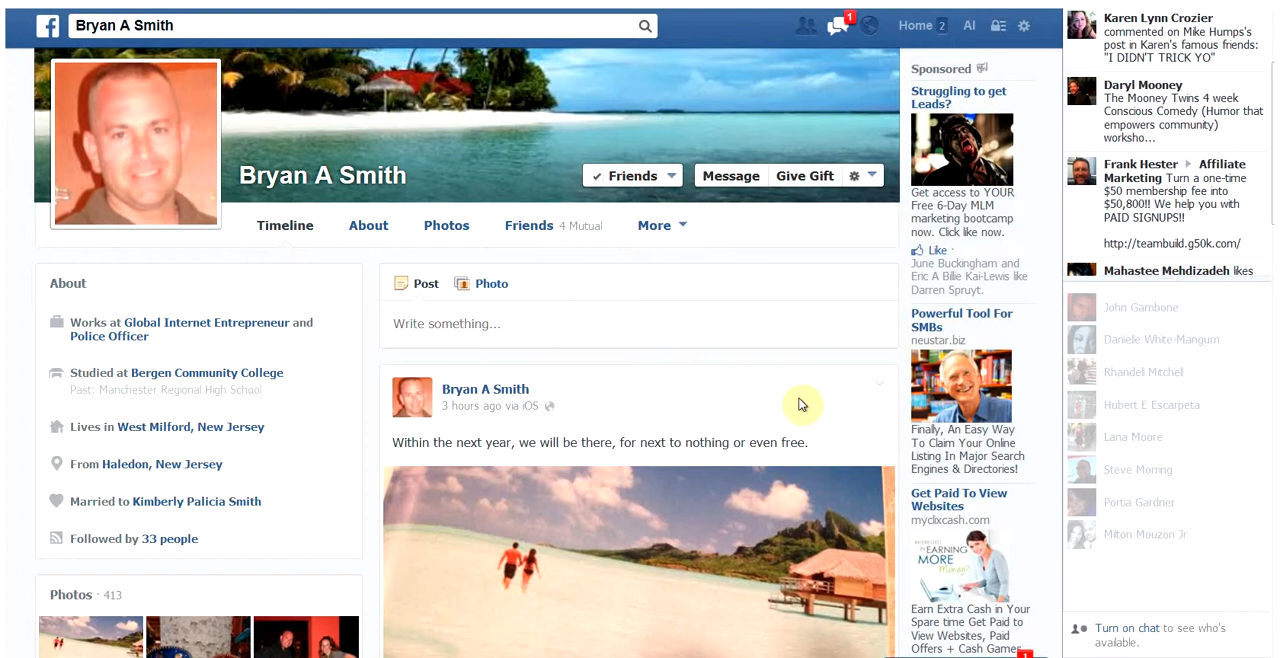 Bryan A Smith
1
Home 2
Al
Bryan A Smith
Friends
Message
Give Gift
Timeline
About
Photos
Friends 4 Mutual
More
About
Works at Global Internet Entrepreneur and
Police Officer
Studied at Bergen Community College
Past: Manchester Regional High School
Lives in West Milford, New Jersey
From Haledon, New Jersey
Married to Kimberly Palicia Smith
Followed by 33 people
Photos · 413
Post
Photo
Write something...
Bryan A Smith
3 hours ago via iOS
Within the next year, we will be there, for next to nothing or even free.
Sponsored
Struggling to get
Leads?
Get access to YOUR
Free 6-Day MLM
marketing bootcamp
now. Click like now.
Like ·
June Buckingham and
Eric A Bille Kai-Lewis like
Darren Spruyt.
Powerful Tool For
SMBs
neustar.biz
Finally, An Easy Way
To Claim Your Online
Listing In Major Search
Engines & Directories!
Get Paid To View
Websites
myclixcash.com
EARNING
MORE
Money?
Earn Extra Cash in Your
Spare time Get Paid to
View Websites, Paid
Offers + Cash Games
1
Karen Lynn Crozier
commented on Mike Humps's
post in Karen's famous friends:
"I DIDN'T TRICK YO"
Daryl Mooney
The Mooney Twins 4 week
Conscious Comedy (Humor that
empowers community)
worksho...
Frank Hester ▸ Affiliate
Marketing Turn a one-time
$50 membership fee into
$50,800!! We help you with
PAID SIGNUPS!!
http://teambuild.g50k.com/
Mahastee Mehdizadeh likes
John Gambone
Danielle White-Mangum
Rhandell Mitchell
Hubert E Escarpeta
Lana Moore
Steve Morring
Portia Gardner
Milton Mouzon Jr
Turn on chat to see who's
available.